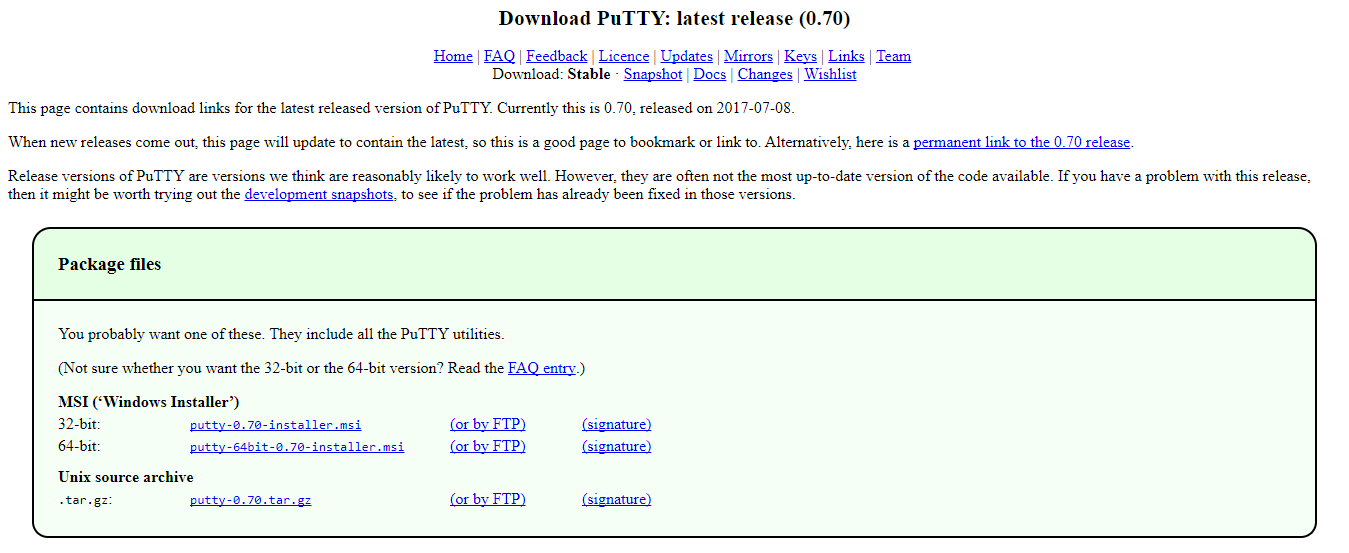 Download PuTTY: latest release (0.70)
Home | FAQ | Feedback | Licence | Updates | Mirrors | Keys | Links | Team
Download: Stable · Snapshot | Docs | Changes | Wishlist
This page contains download links for the latest released version of PuTTY. Currently this is 0.70, released on 2017-07-08.
When new releases come out, this page will update to contain the latest, so this is a good page to bookmark or link to. Alternatively, here is a permanent link to the 0.70 release.
Release versions of PuTTY are versions we think are reasonably likely to work well. However, they are often not the most up-to-date version of the code available. If you have a problem with this release,
then it might be worth trying out the development snapshots, to see if the problem has already been fixed in those versions.
Package files
You probably want one of these. They include all the PuTTY utilities.
(Not sure whether you want the 32-bit or the 64-bit version? Read the FAQ entry.)
MSI (‘Windows Installer’)
32-bit: putty-0.70-installer.msi (or by FTP) (signature)
64-bit: putty-64bit-0.70-installer.msi (or by FTP) (signature)
Unix source archive
.tar.gz: putty-0.70.tar.gz (or by FTP) (signature)